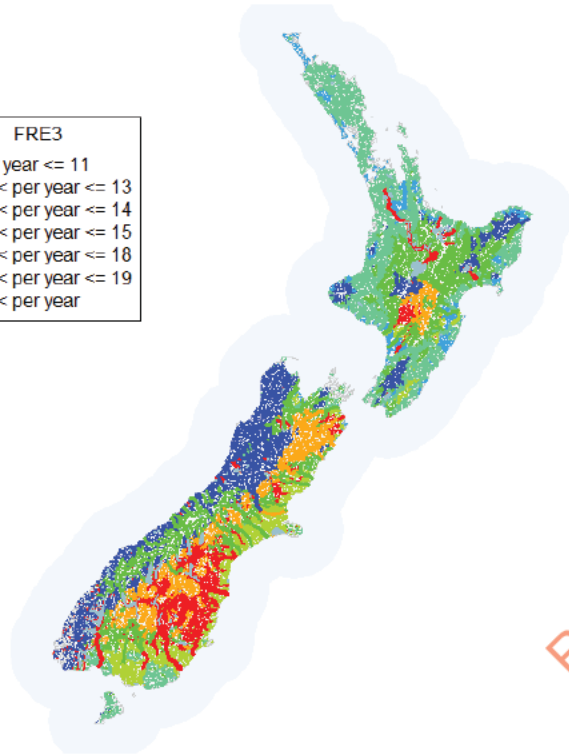 FRE3
year <= 11
< per year <= 13
< per year <= 14
< per year <= 15
< per year <= 18
< per year <= 19
< per year